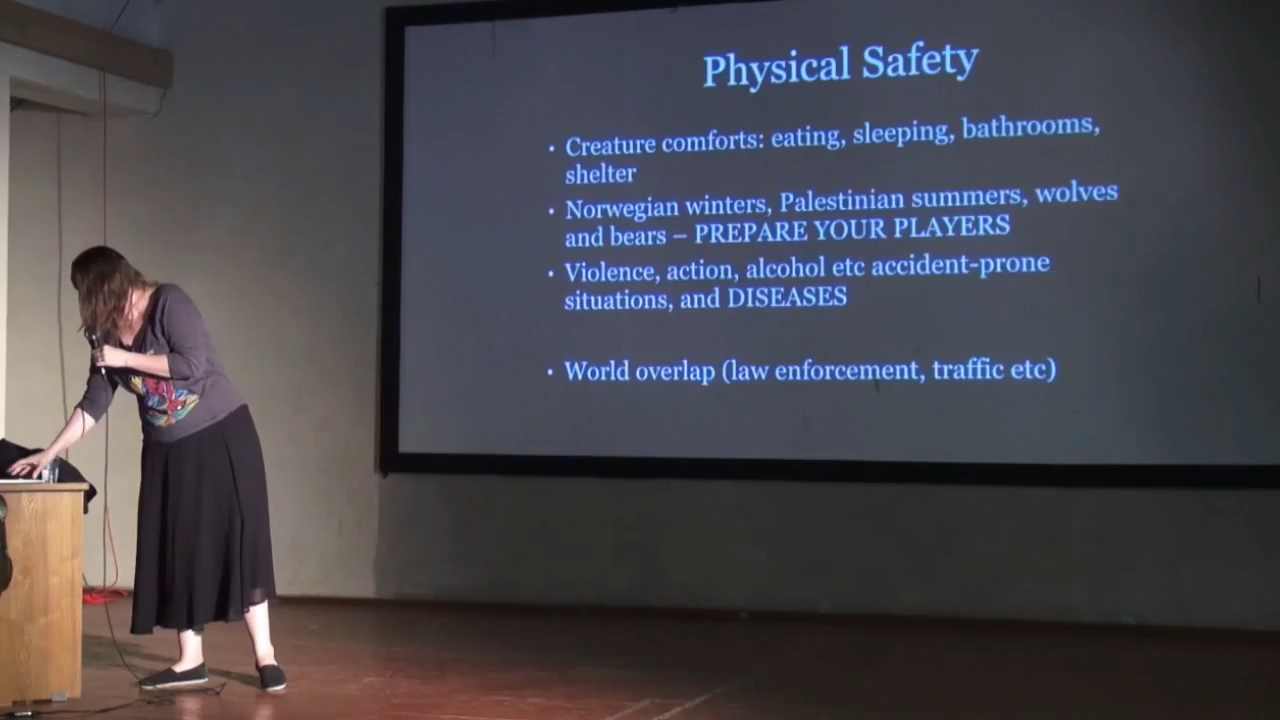 Physical Safety
• Creature comforts: eating, sleeping, bathrooms,
shelter
• Norwegian winters, Palestinian summers, wolves
and bears – PREPARE YOUR PLAYERS
• Violence, action, alcohol etc accident-prone
situations, and DISEASES
• World overlap (law enforcement, traffic etc)